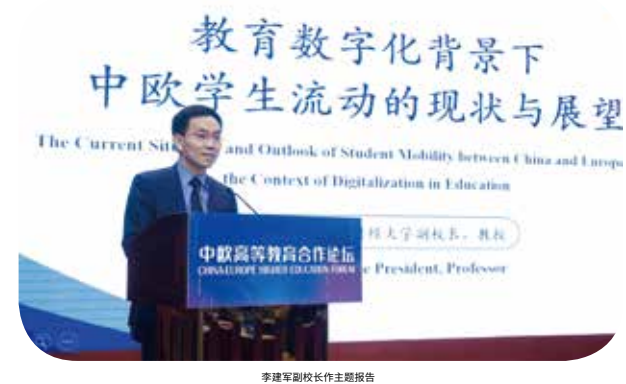 教育数字化背景下
中欧学生流动的现状与展望
The Current Sit and Outlook of Student Mobility between China and Europe
the Context of Digitalization in Education
师大学副校长、教授
President, Professor
中欧高等教育合作论坛
CHINA-EUROPE HIGHER EDUCATION FORUM
李建军副校长作主题报告